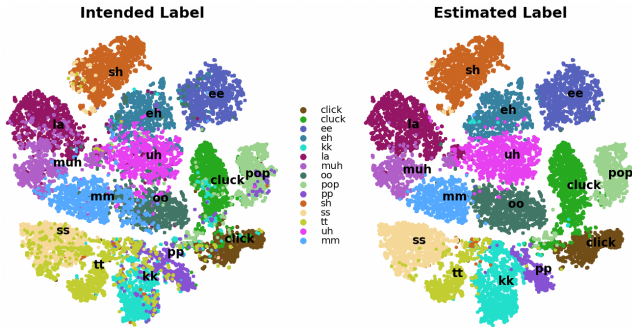 Intended Label
sh
ee
eh
la
uh
muh
pop
cluck
mm
oo
ss
click
pp
tt
kk
click
cluck
ee
eh
kk
la
muh
oo
pop
pp
sh
ss
tt
uh
mm
Estimated Label
sh
ee
eh
la
uh
muh
pop
cluck
mm
oo
ss
click
pp
tt
kk